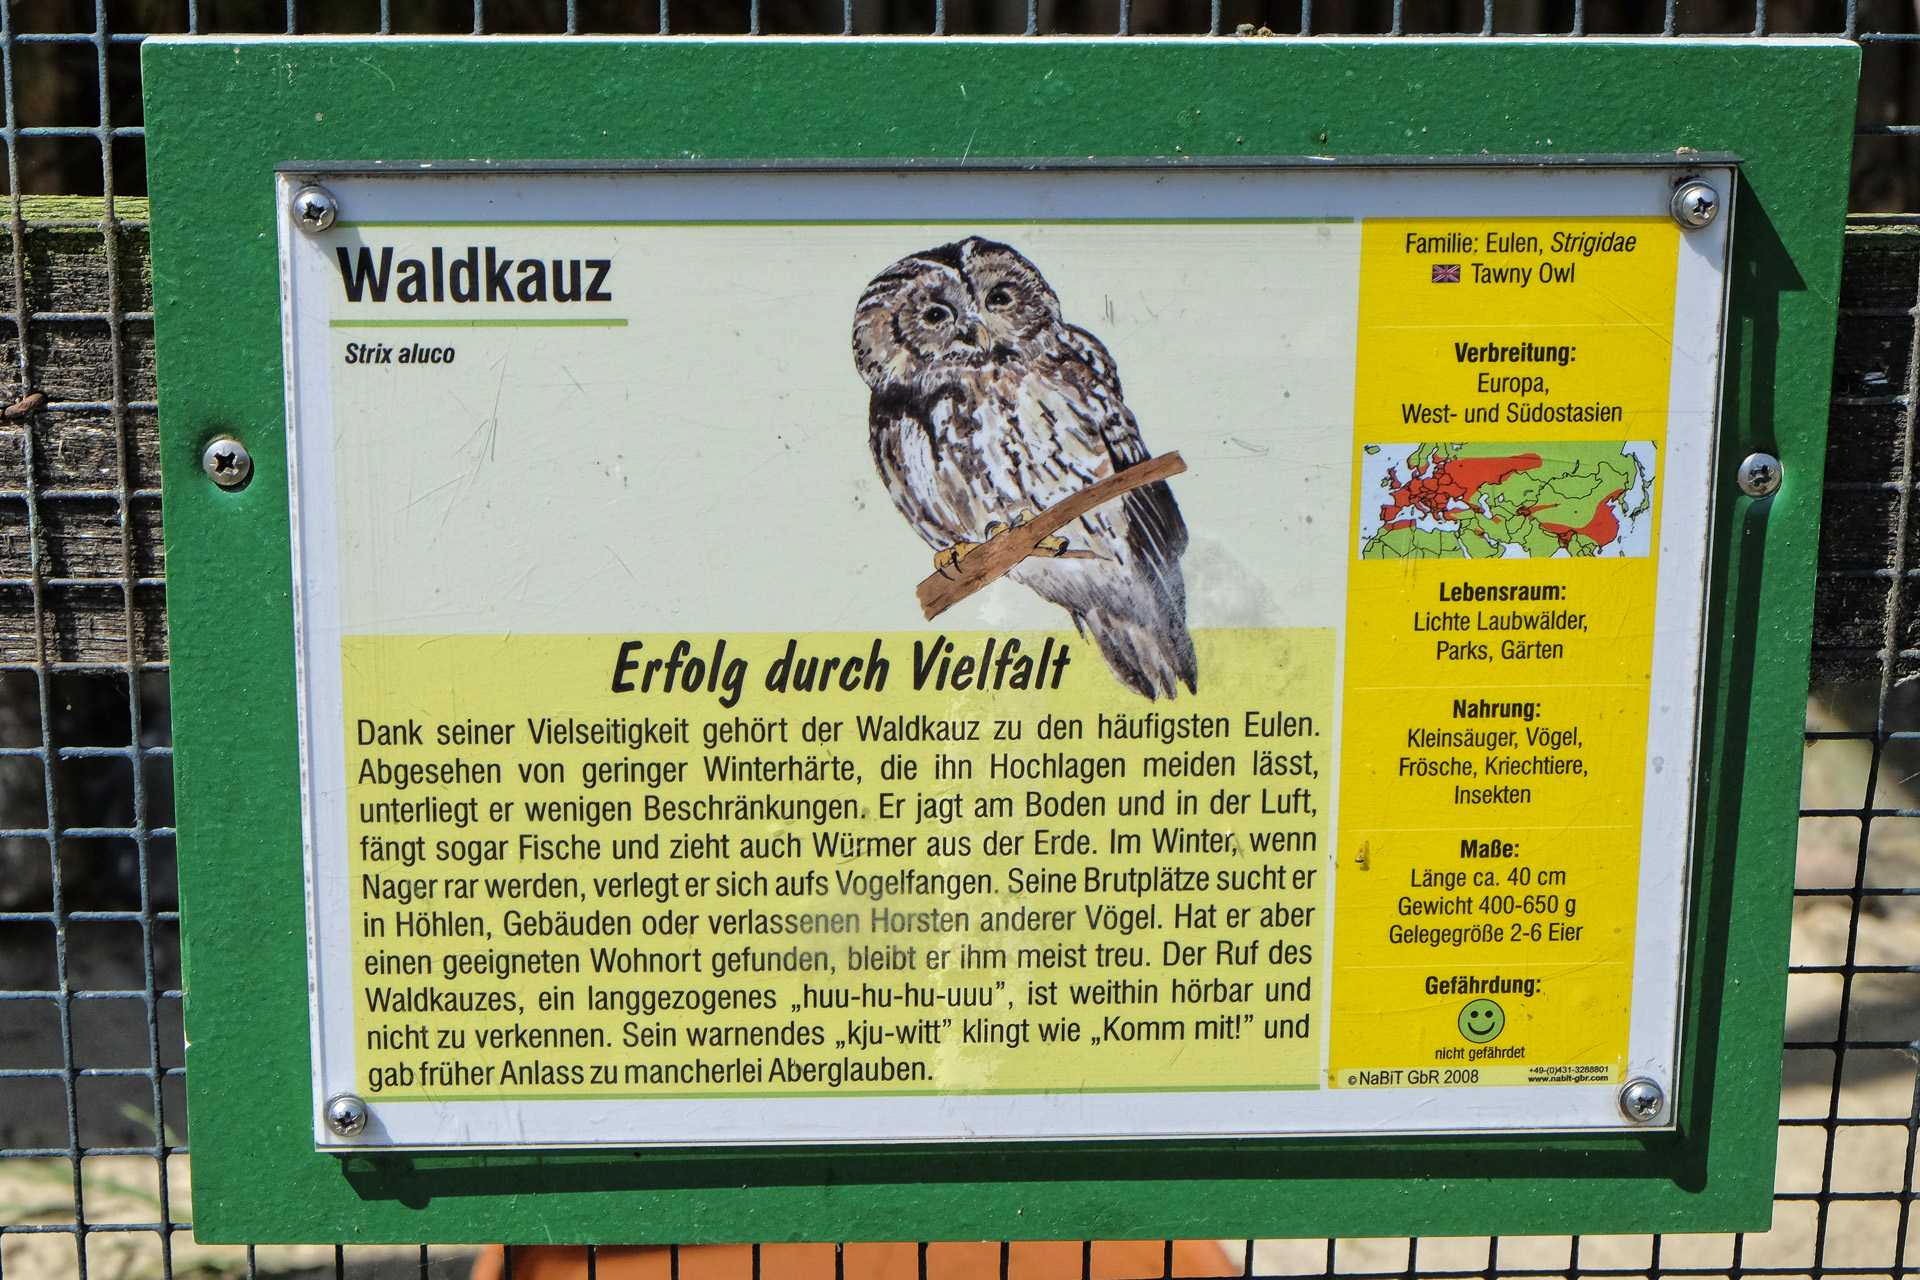 Waldkauz
Strix aluco
Erfolg durch Vielfalt
Dank seiner Vielseitigkeit gehört der Waldkauz zu den häufigsten Eulen.
Abgesehen von geringer Winterhärte, die ihn Hochlagen meiden lässt,
unterliegt er wenigen Beschränkungen. Er jagt am Boden und in der Luft,
fängt sogar Fische und zieht auch Würmer aus der Erde. Im Winter, wenn
Nager rar werden, verlegt er sich aufs Vogelfangen. Seine Brutplätze sucht er
in Höhlen, Gebäuden oder verlassenen Horsten anderer Vögel. Hat er aber
einen geeigneten Wohnort gefunden, bleibt er ihm meist treu. Der Ruf des
Waldkauzes, ein langgezogenes „huu-hu-hu-uuu”, ist weithin hörbar und
nicht zu verkennen. Sein warnendes „kju-witt” klingt wie „Komm mit!” und
gab früher Anlass zu mancherlei Aberglauben.
Familie: Eulen, Strigidae
Tawny Owl
Verbreitung:
Europa,
West- und Südostasien
Lebensraum:
Lichte Laubwälder,
Parks, Gärten
Nahrung:
Kleinsäuger, Vögel,
Frösche, Kriechtiere,
Insekten
Maße:
Länge ca. 40 cm
Gewicht 400-650 g
Gelegegröße 2-6 Eier
Gefährdung:
nicht gefährdet
© NaBiT GbR 2008
+49-(0)431-3288801
www.nabit-gbr.com